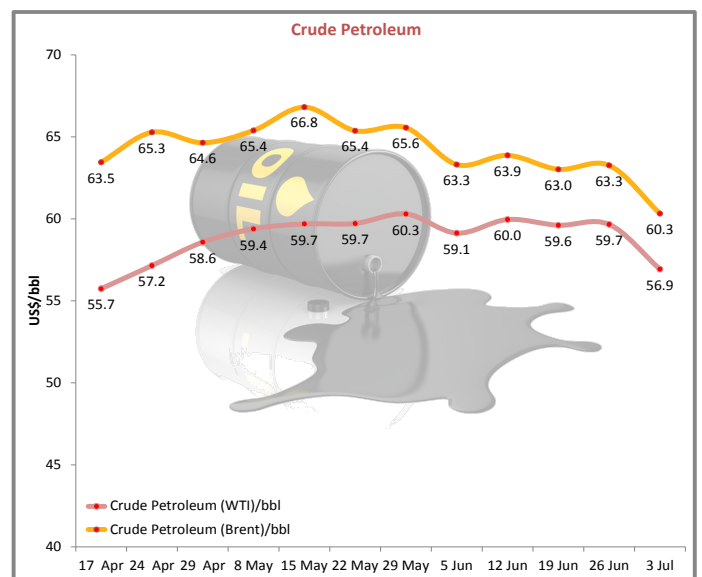 Crude Petroleum
70
65
60
55
50
45
40
US$/bbl
63.5 65.3 64.6 65.4 66.8 65.4 65.6 63.3 63.9 63.0 63.3 60.3
55.7 57.2 58.6 59.4 59.7 59.7 60.3 59.1 60.0 59.6 59.7 56.9
OIL
Crude Petroleum (WTI)/bbl
Crude Petroleum (Brent)/bbl
17 Apr 24 Apr 29 Apr 8 May 15 May 22 May 29 May 5 Jun 12 Jun 19 Jun 26 Jun 3 Jul